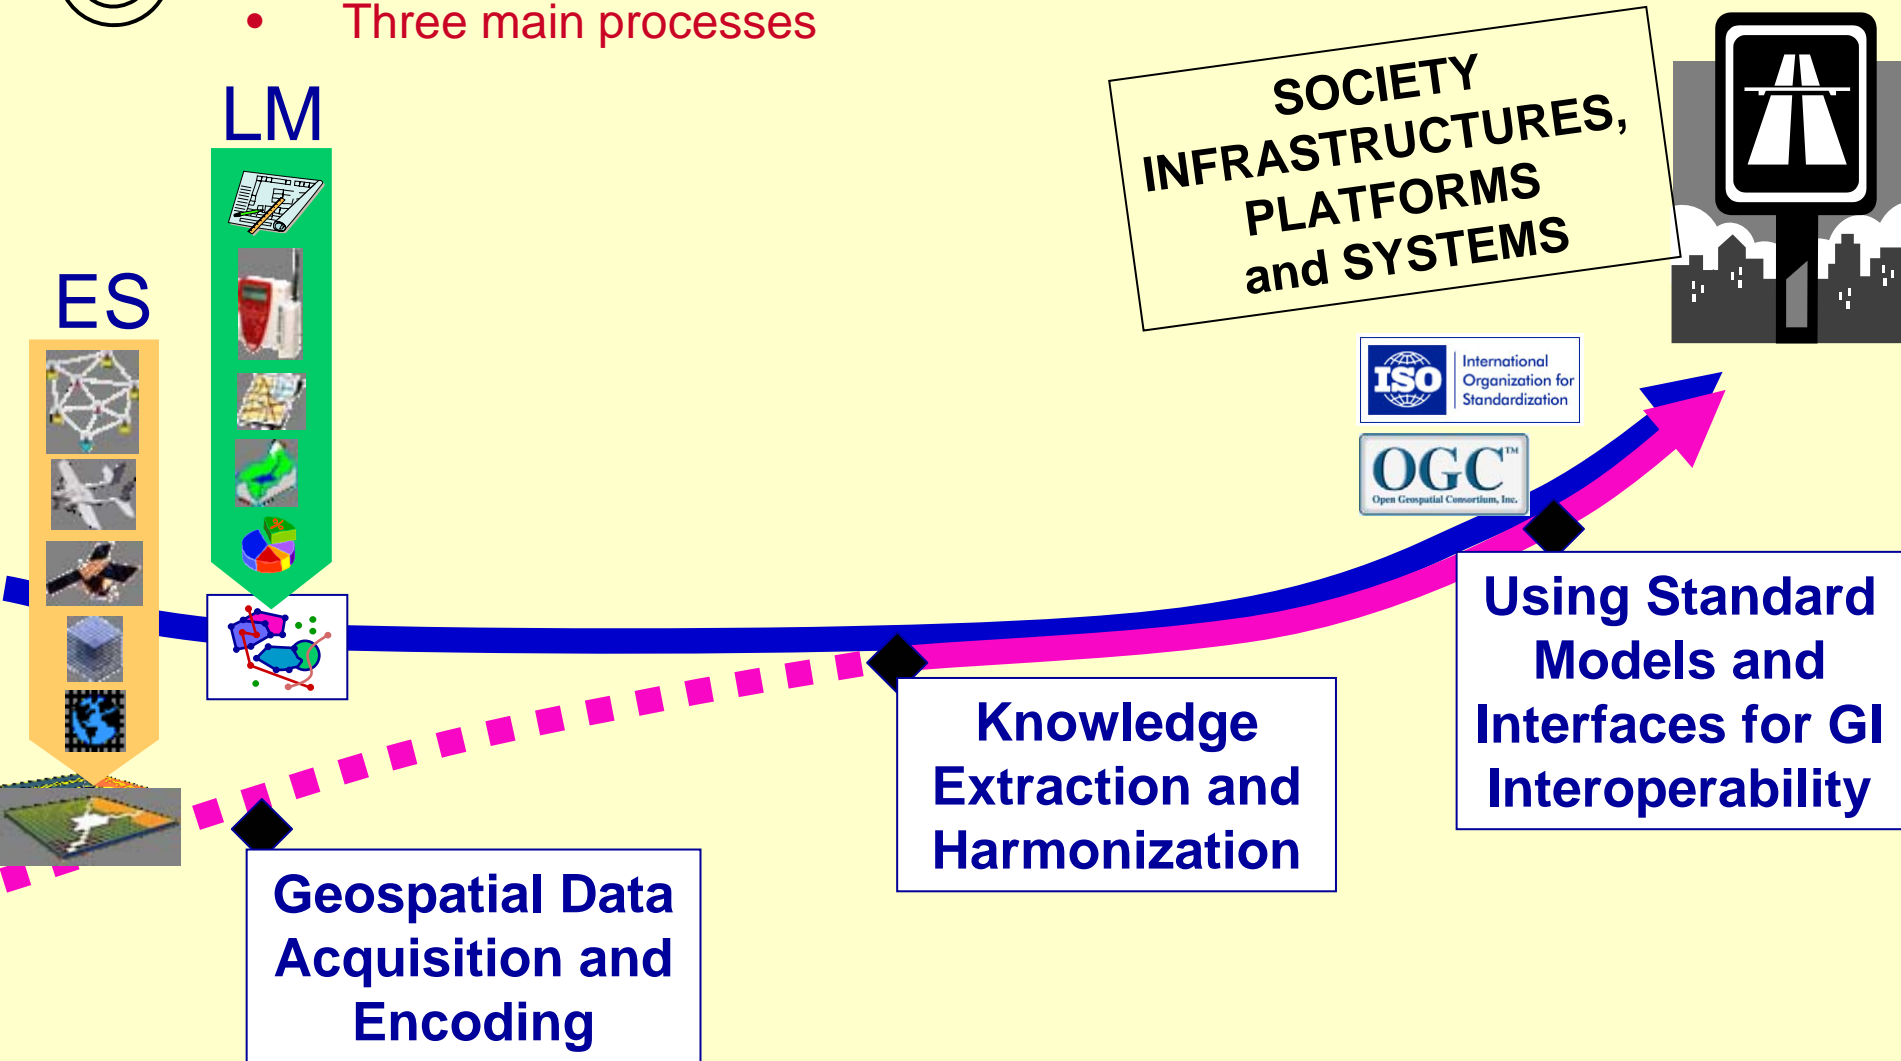 • Three main processes
LM
ES
SOCIETY
INFRASTRUCTURES,
PLATFORMS
and SYSTEMS
ISO
International
Organization for
Standardization
OGC™
Open Geospatial Consortium, Inc.
Using Standard
Models and
Interfaces for GI
Interoperability
Knowledge
Extraction and
Harmonization
Geospatial Data
Acquisition and
Encoding